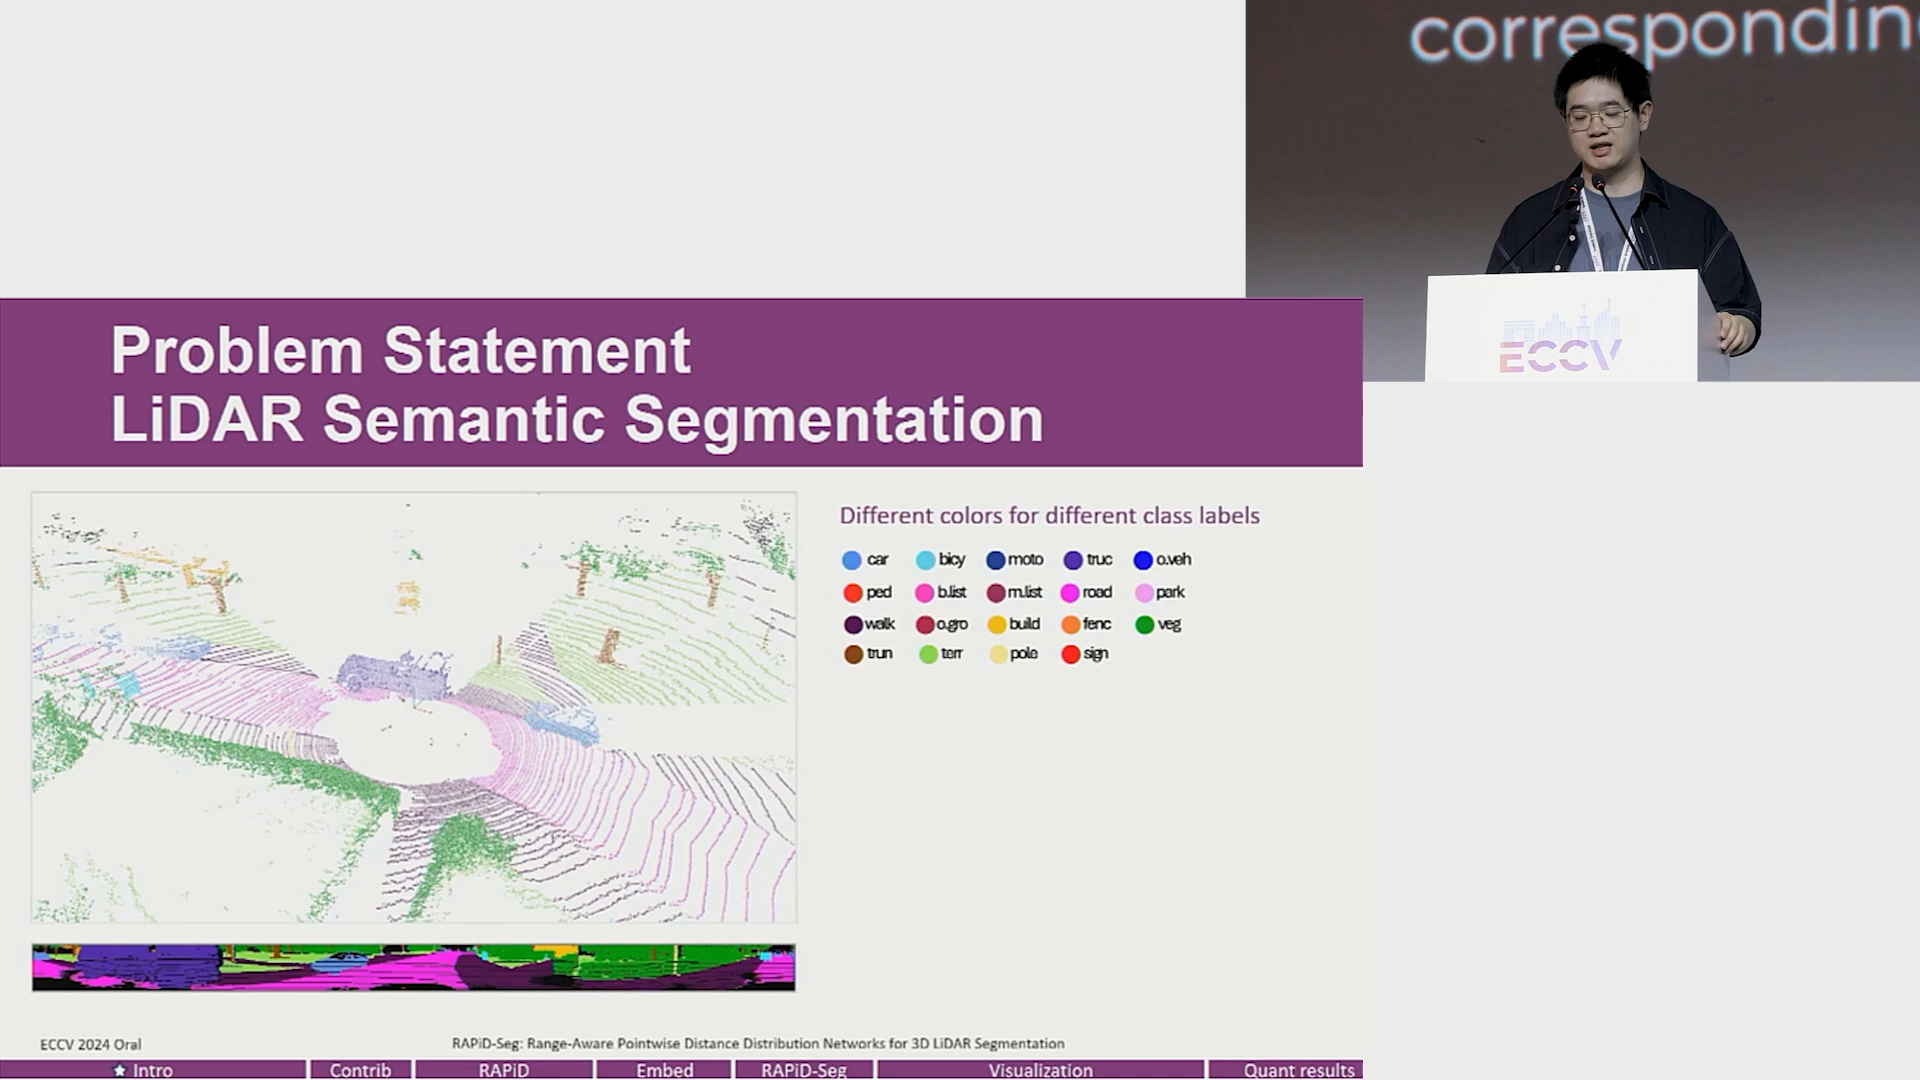 corresponding
ECCV
Problem Statement
LiDAR Semantic Segmentation
Different colors for different class labels
car bicy moto truc o.veh
ped b.list m.list road park
walk o.gro build fenc veg
trun terr pole sign
ECCV 2024 Oral
RAPiD-Seg: Range-Aware Pointwise Distance Distribution Networks for 3D LiDAR Segmentation
Intro Contrib RAPiD Embed RAPiD-Seg Visualization Quant results